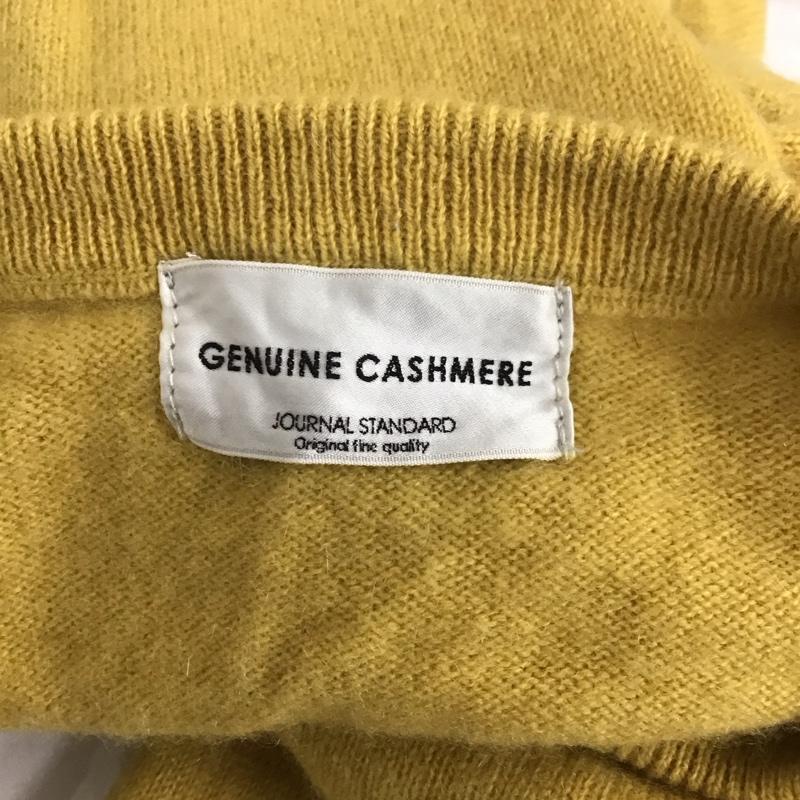 GENUINE CASHMERE
JOURNAL STANDARD
Original fine quality